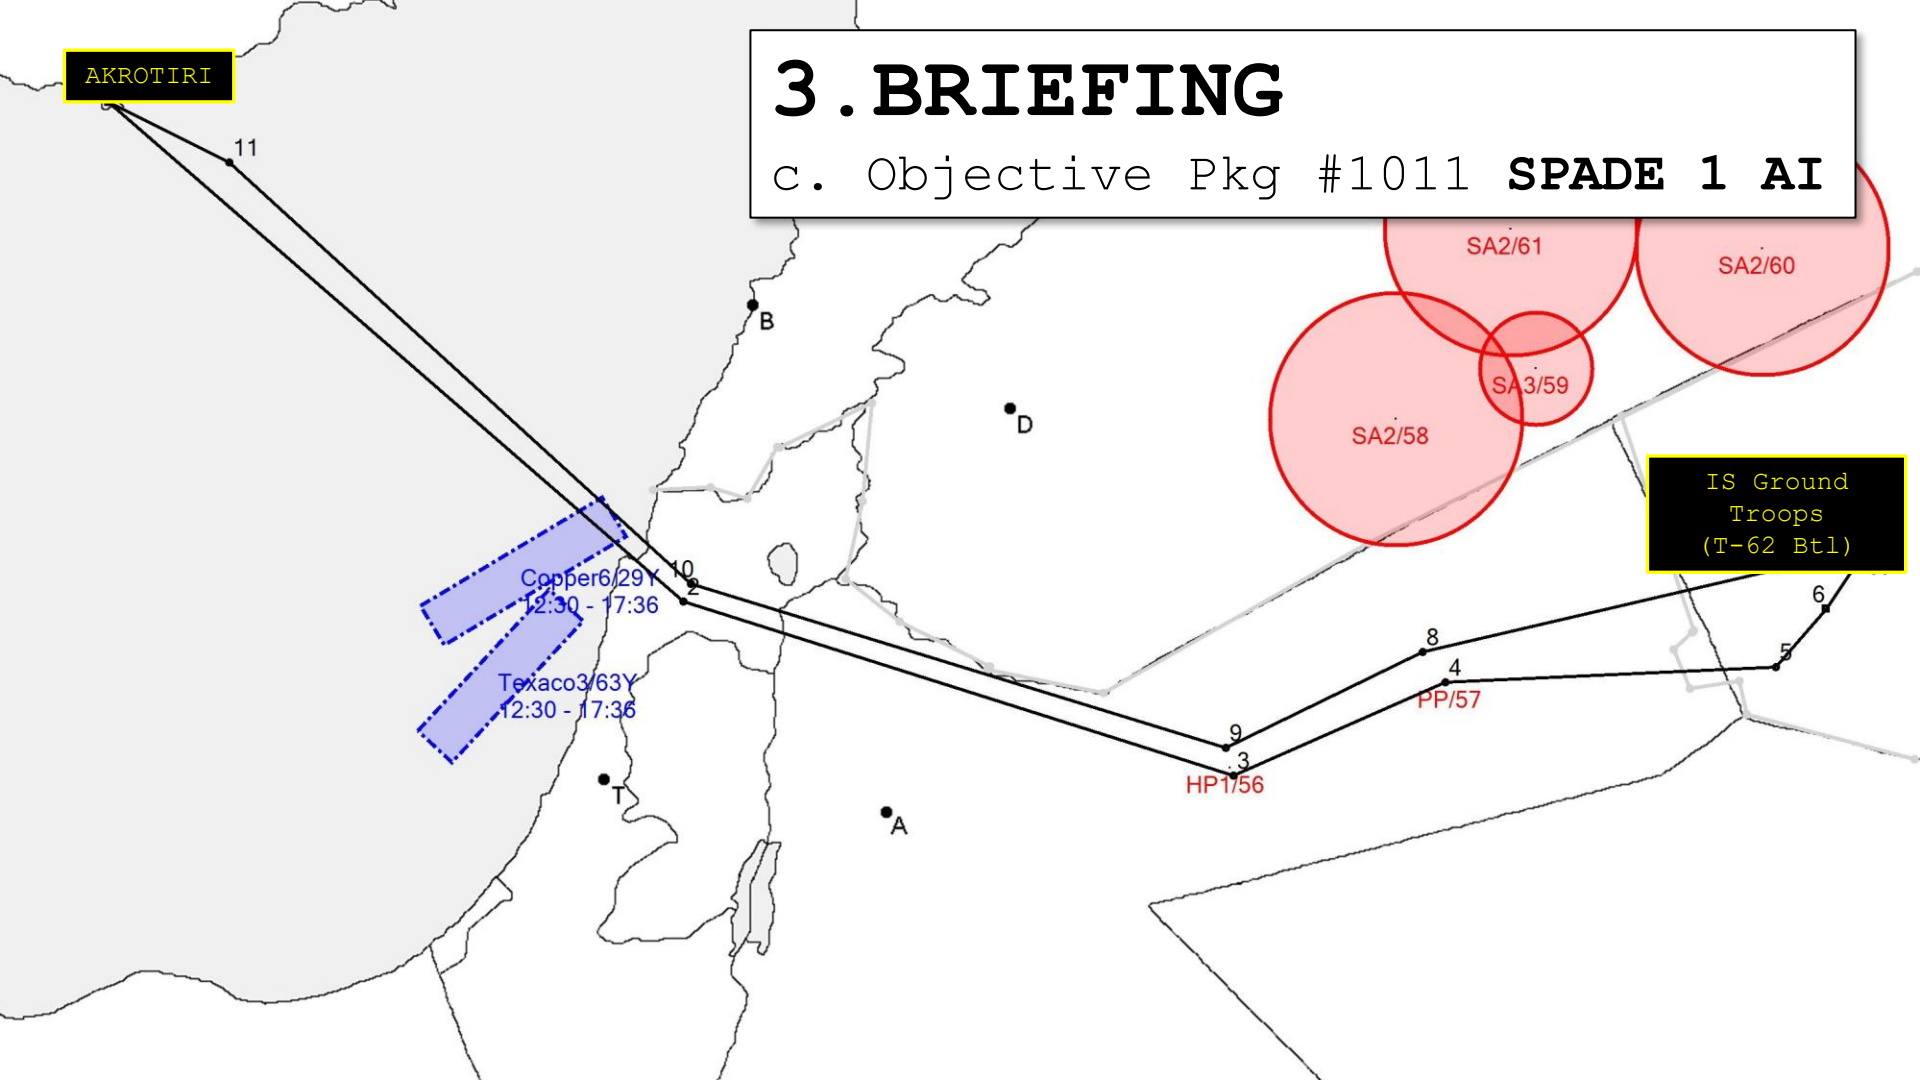 3.BRIEFING
c. Objective Pkg #1011 SPADE 1 AI
AKROTIRI
11
B
D
SA2/61
SA2/60
SA3/59
SA2/58
IS Ground
Troops
(T-62 Btl)
10
2
Copper6/29Y
12:30 - 17:36
Texaco3/63Y
12:30 - 17:36
6
5
8
4
PP/57
9
3
HP1/56
T
A